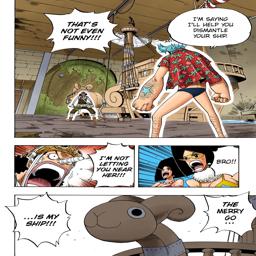 I'M SAYING
I'LL HELP YOU
DISMANTLE
YOUR SHIP.
THAT'S
NOT EVEN
FUNNY!!!
BRO!!
I'M NOT
LETTING
YOU NEAR
HER!!!
THE
MERRY
GO ...
...IS MY
SHIP!!!